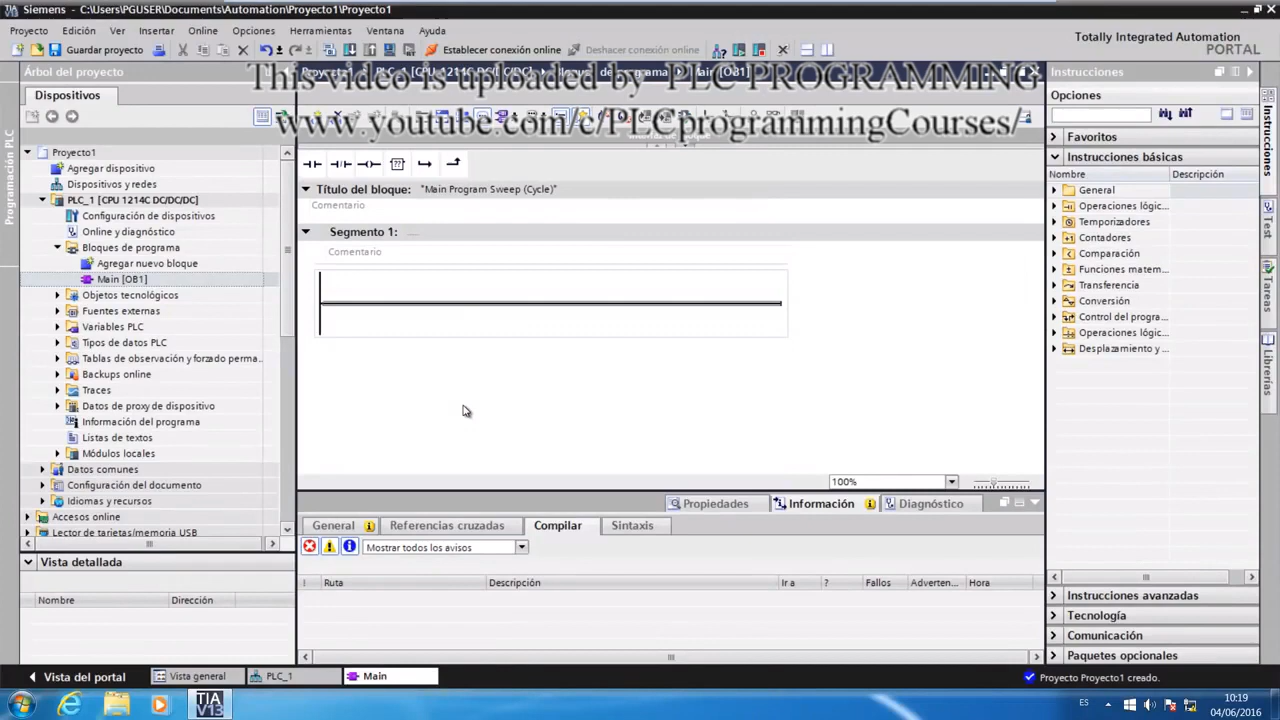 Siemens - C:\Users\PGUSER\Documents\Automation\Proyecto1\Proyecto1
Proyecto Edición Ver Insertar Online Opciones Herramientas Ventana Ayuda
Totally Integrated Automation
PORTAL
Guardar proyecto Establecer conexión online Deshacer conexión online
This video is uploaded by PLC PROGRAMMING
www.youtube.com/c/PLCprogrammingCourses/
Árbol del proyecto
Dispositivos
Proyecto1
Agregar dispositivo
Dispositivos y redes
PLC_1 [CPU 1214C DC/DC/DC]
Configuración de dispositivos
Online y diagnóstico
Bloques de programa
Agregar nuevo bloque
Main [OB1]
Objetos tecnológicos
Fuentes externas
Variables PLC
Tipos de datos PLC
Tablas de observación y forzado perma...
Backups online
Traces
Datos de proxy de dispositivo
Información del programa
Listas de textos
Módulos locales
Datos comunes
Configuración del documento
Idiomas y recursos
Accesos online
Lector de tarjetas/memoria USB
Vista detallada
Nombre Dirección
Programación PLC
Título del bloque: "Main Program Sweep (Cycle)"
Comentario
Segmento 1:
Comentario
100%
Propiedades Información Diagnóstico
General Referencias cruzadas Compilar Sintaxis
Mostrar todos los avisos
! Ruta Descripción Ir a ? Fallos Adverten... Hora
Instrucciones
Opciones
Favoritos
Instrucciones básicas
Nombre Descripción
General
Operaciones lógic...
Temporizadores
Contadores
Comparación
Funciones matem...
Transferencia
Conversión
Control del progra...
Operaciones lógic...
Desplazamiento y ...
Instrucciones avanzadas
Tecnología
Comunicación
Paquetes opcionales
Instrucciones
Test
Tareas
Librerías
Vista del portal Vista general PLC_1 Main
Proyecto Proyecto1 creado.
TIA
V13
ES
10:19
04/06/2016